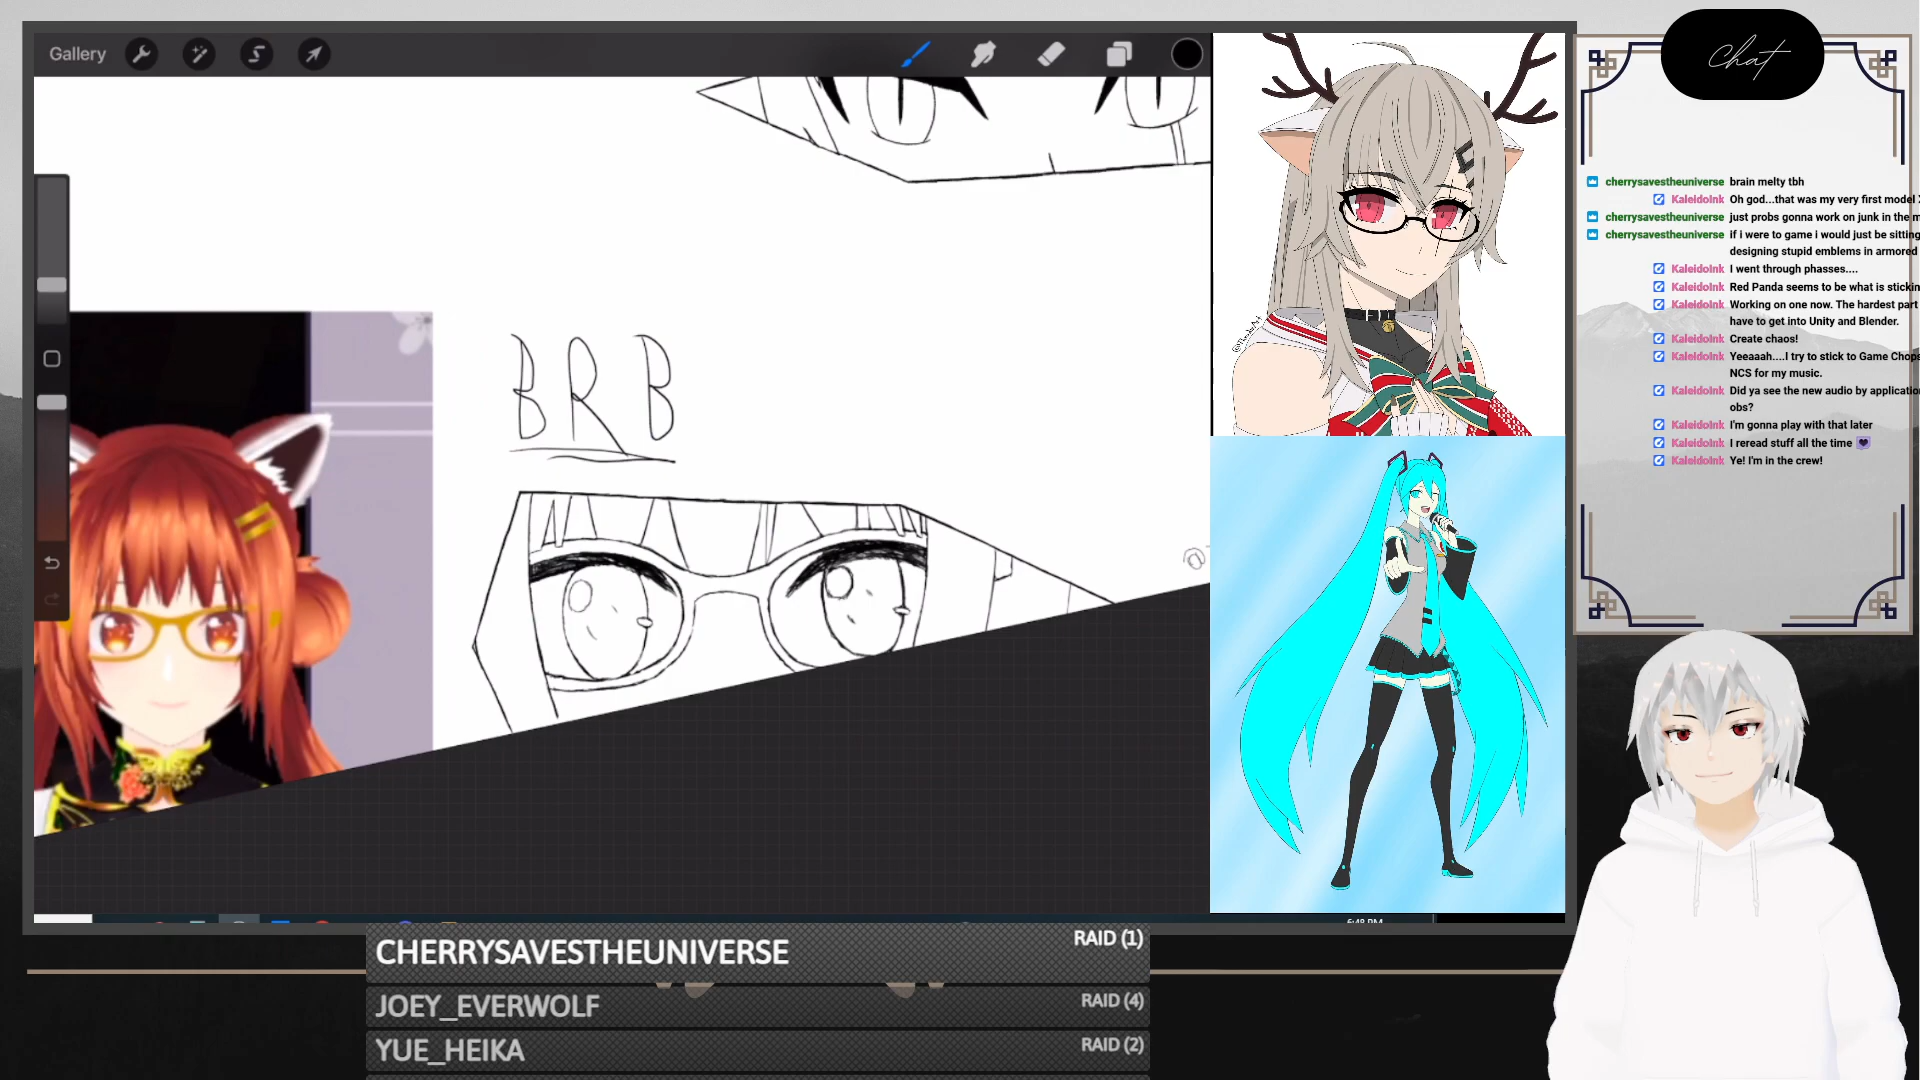 Gallery
Chat
cherrysavestheuniverse brain melty tbh
KaleidoInk Oh god...that was my very first model
cherrysavestheuniverse just probs gonna work on junk in the
cherrysavestheuniverse if i were to game i would just be sitting
designing stupid emblems in armored
KaleidoInk I went through phasses....
KaleidoInk Red Panda seems to be what is stickin
KaleidoInk Working on one now. The hardest part
have to get into Unity and Blender.
KaleidoInk Create chaos!
KaleidoInk Yeeaaah....I try to stick to Game Chops
NCS for my music.
KaleidoInk Did ya see the new audio by application
obs?
KaleidoInk I'm gonna play with that later
KaleidoInk I reread stuff all the time
KaleidoInk Ye! I'm in the crew!
BRB
CHERRYSAVESTHEUNIVERSE RAID (1)
JOEY_EVERWOLF RAID (4)
YUE_HEIKA RAID (2)